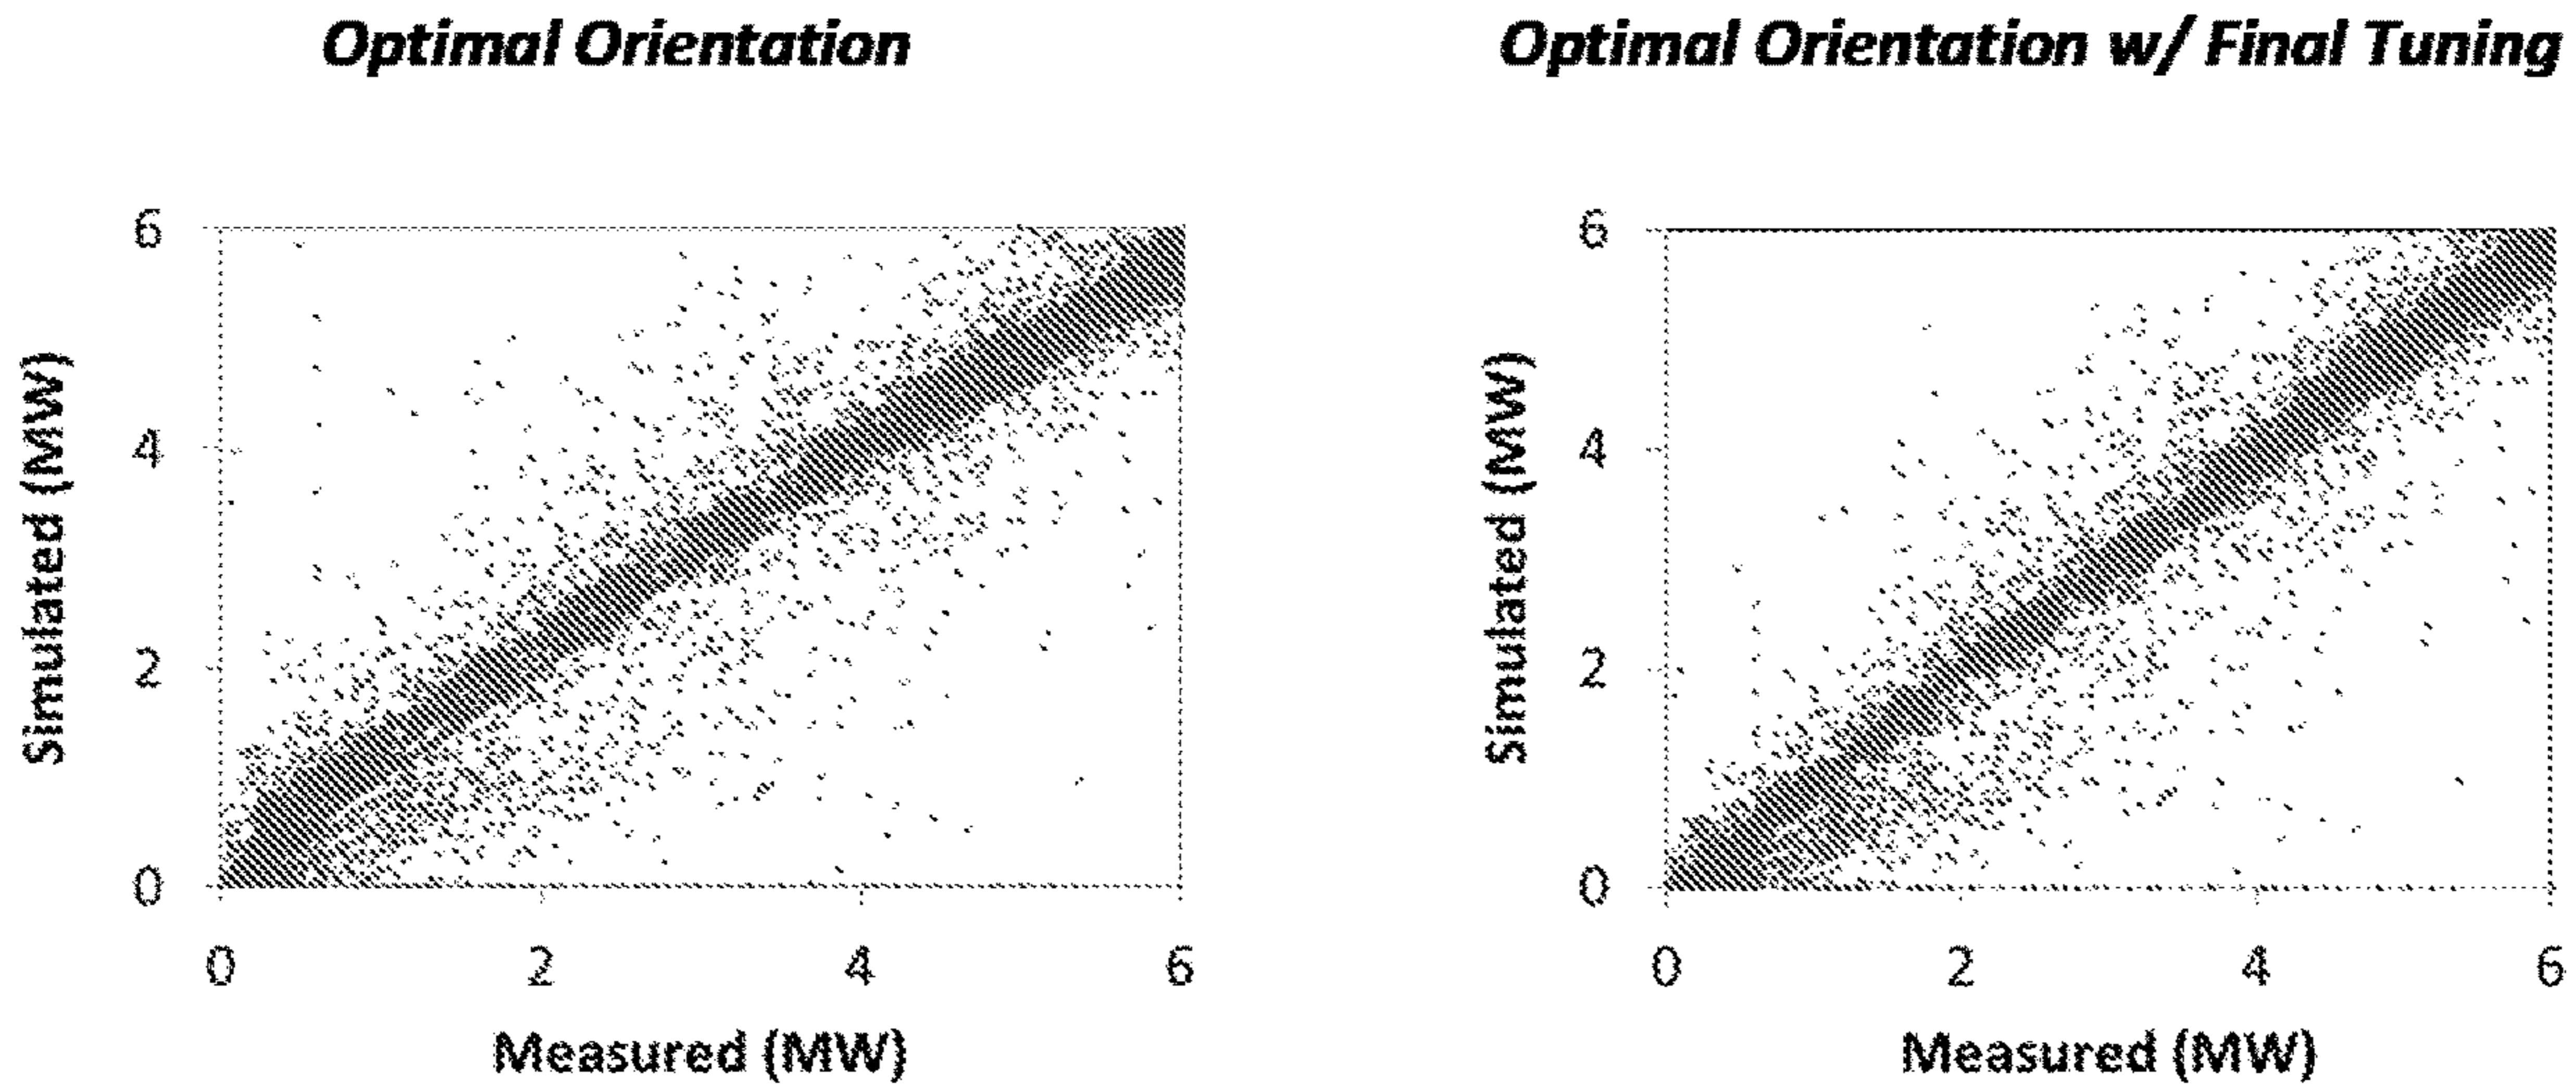 Optimal Orientation
Simulated (MW)
6
4
2
0
0 2 4 6
Measured (MW)
Optimal Orientation w/ Final Tuning
Simulated (MW)
6
4
2
0
0 2 4 6
Measured (MW)